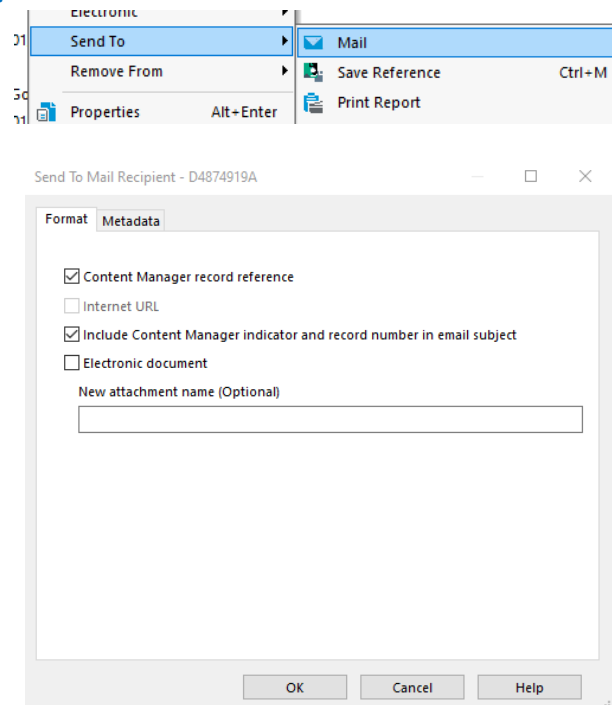 Electronic
01
Send To
Mail
Remove From
Save Reference Ctrl+M
Print Report
Properties Alt+Enter
01
Send To Mail Recipient - D4874919A
Format Metadata
Content Manager record reference
Internet URL
Include Content Manager indicator and record number in email subject
Electronic document
New attachment name (Optional)
OK Cancel Help